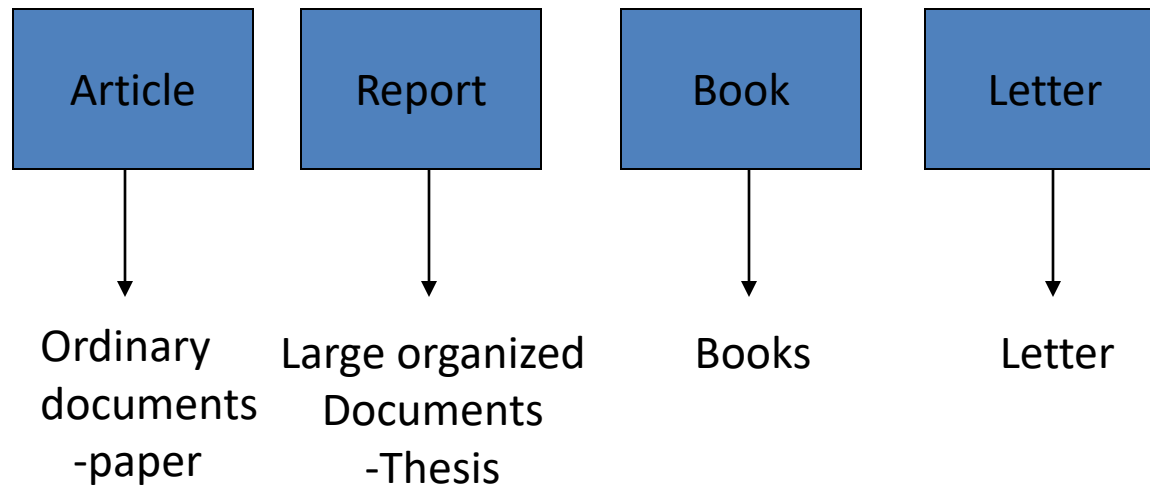 Article
Report
Book
Letter
Ordinary
documents
-paper
Large organized
Documents
-Thesis
Books
Letter